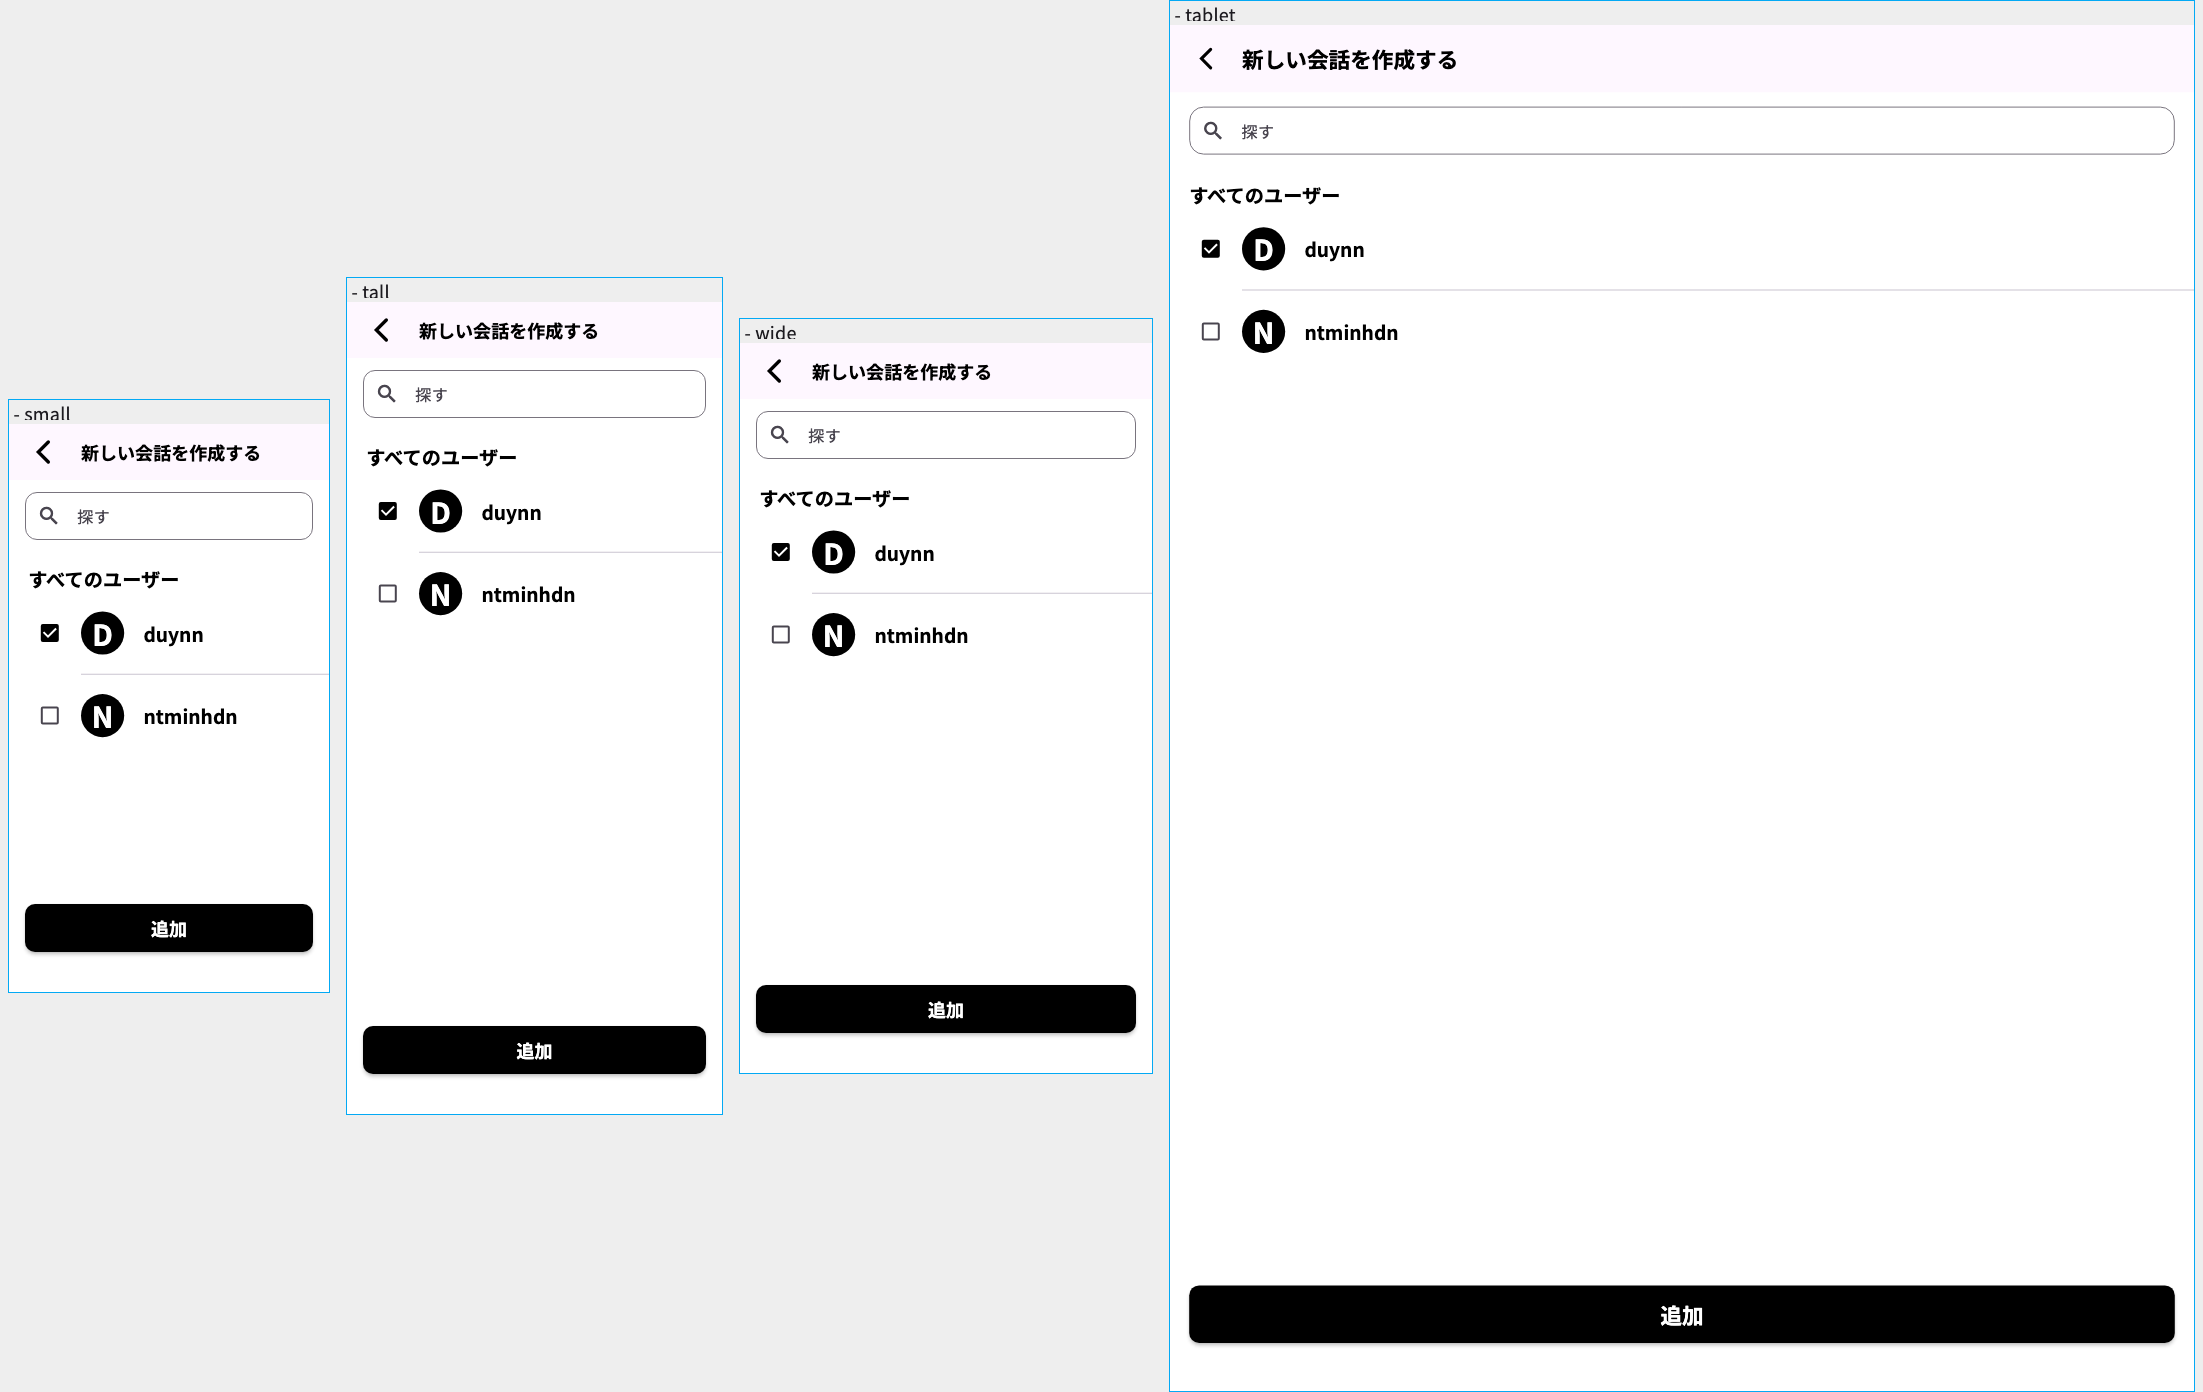 - small
新しい会話を作成する
探す
すべてのユーザー
D duynn
N ntminhdn
追加
- tall
新しい会話を作成する
探す
すべてのユーザー
D duynn
N ntminhdn
追加
- wide
新しい会話を作成する
探す
すべてのユーザー
D duynn
N ntminhdn
追加
- tablet
新しい会話を作成する
探す
すべてのユーザー
D duynn
N ntminhdn
追加